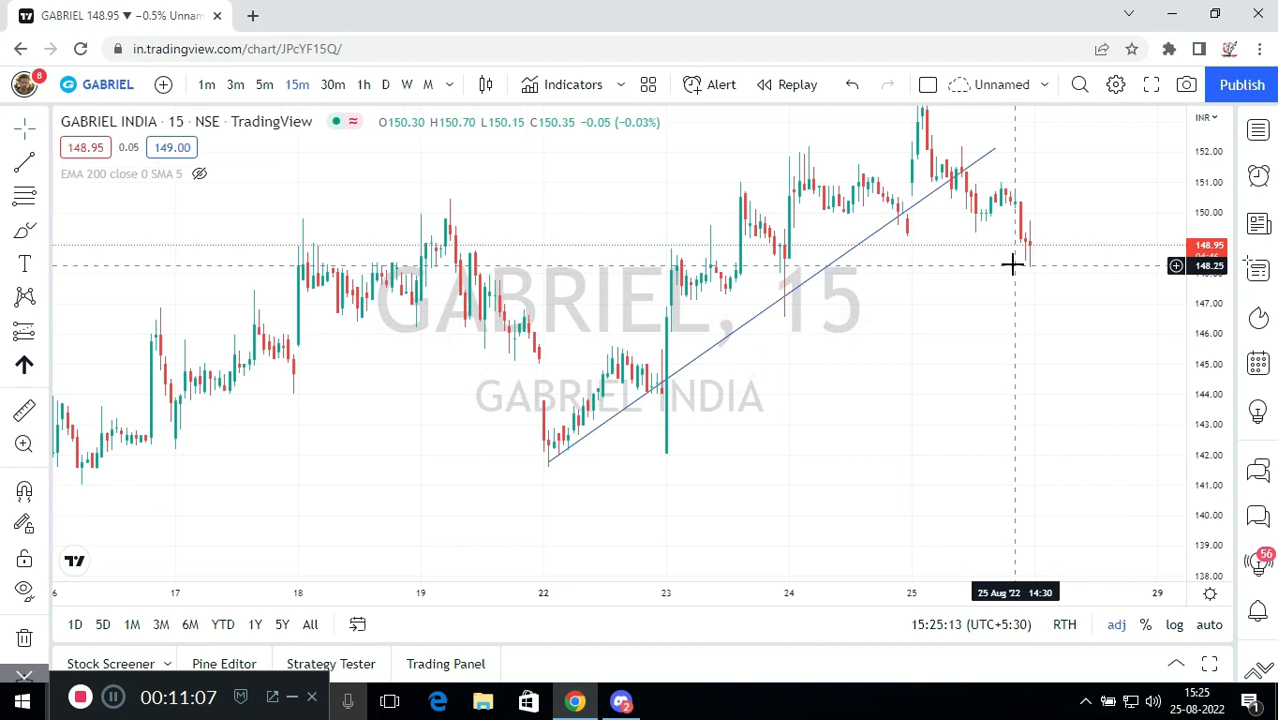 GABRIEL 148.95 ▼ −0.5% Unnam
in.tradingview.com/chart/JPcYF15Q/
8 GABRIEL 1m 3m 5m 15m 30m 1h D W M Indicators Alert Replay Unnamed Publish
GABRIEL INDIA · 15 · NSE · TradingView O150.30 H150.70 L150.15 C150.35 −0.05 (−0.03%)
INR
148.95 0.05 149.00
EMA 200 close 0 SMA 5
152.00
151.00
150.00
148.95
148.25
147.00
146.00
145.00
144.00
143.00
142.00
141.00
140.00
139.00
138.00
GABRIEL, 15
GABRIEL INDIA
6 17 18 19 22 23 24 25 25 Aug '22 14:30 29
1D 5D 1M 3M 6M YTD 1Y 5Y All 15:25:13 (UTC+5:30) RTH adj % log auto
56
Stock Screener Pine Editor Strategy Tester Trading Panel
00:11:07
2
15:25
25-08-2022
1